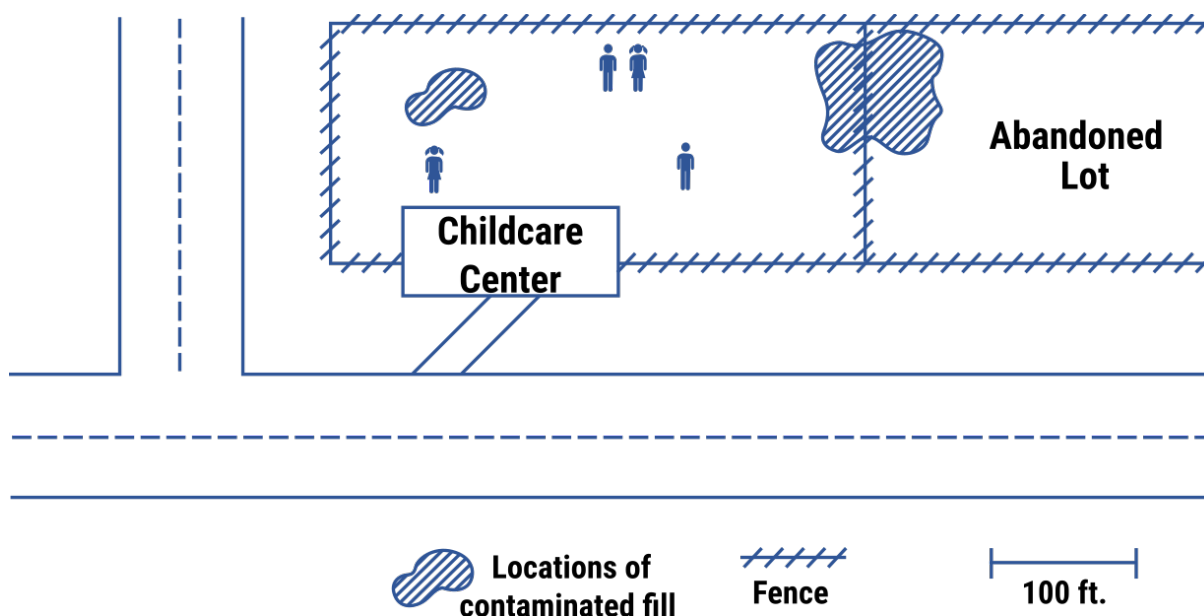 Abandoned
Lot
Childcare
Center
Locations of
contaminated fill
Fence
100 ft.